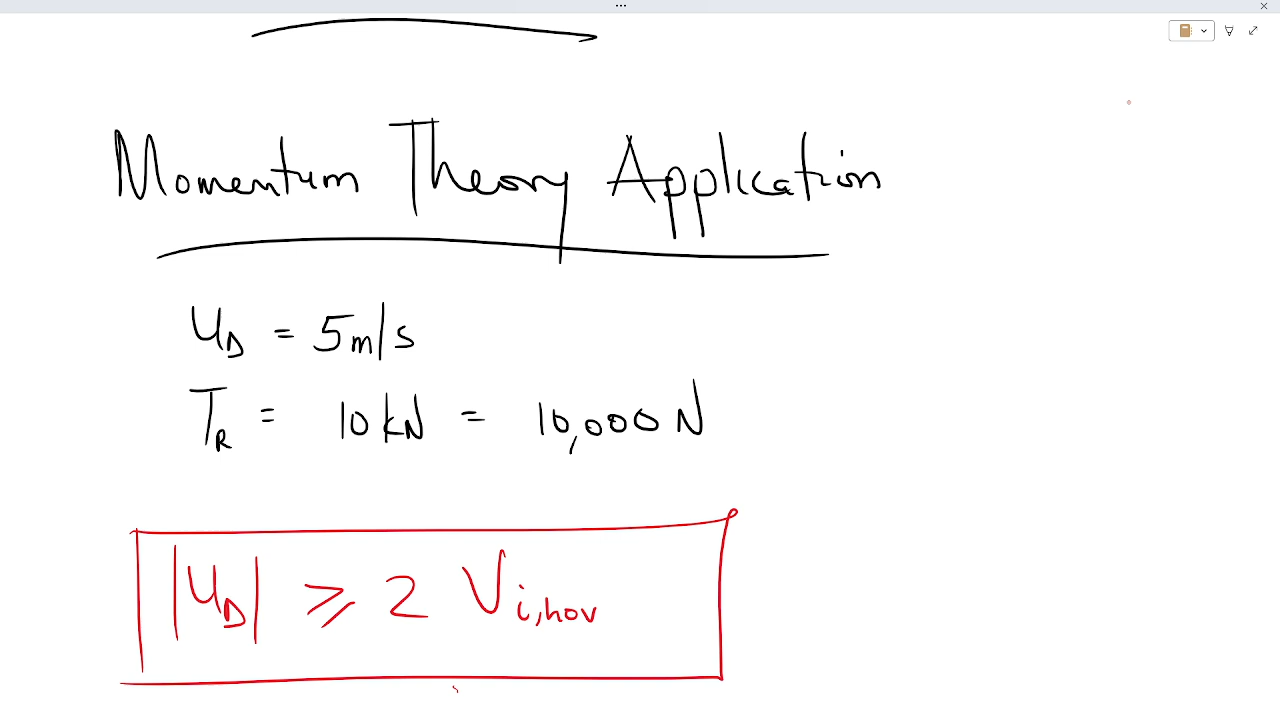 Momentum Theory Application
U_D = 5m/s
T_R = 10kN = 10,000 N
|U_D| ⩾ 2 V_i,hov